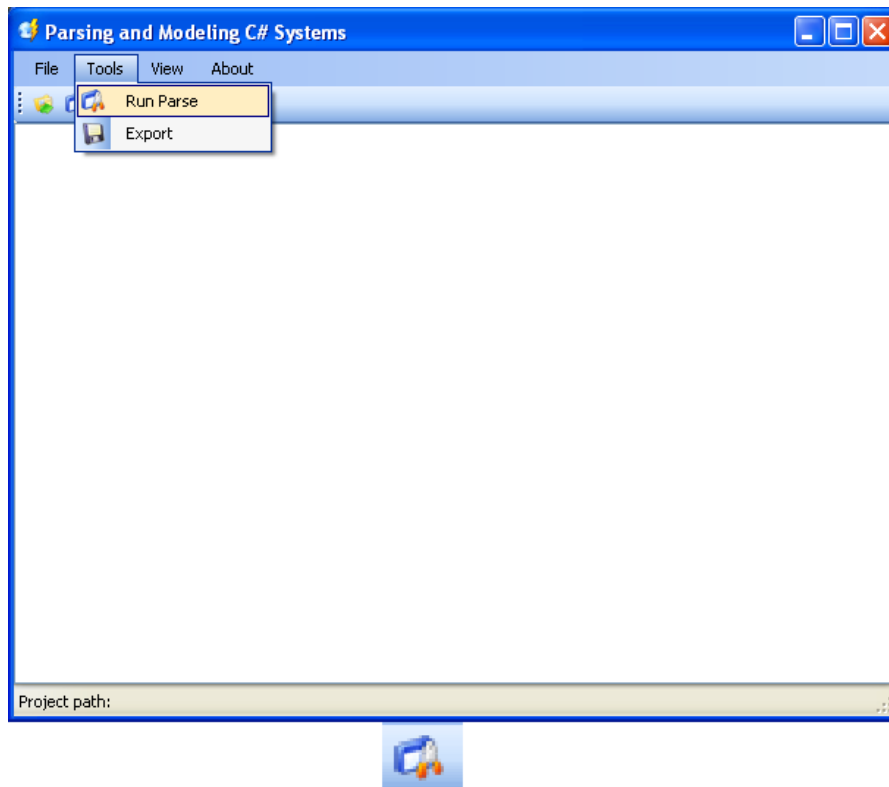 Parsing and Modeling C# Systems
File Tools View About
Run Parse
Export
Project path: